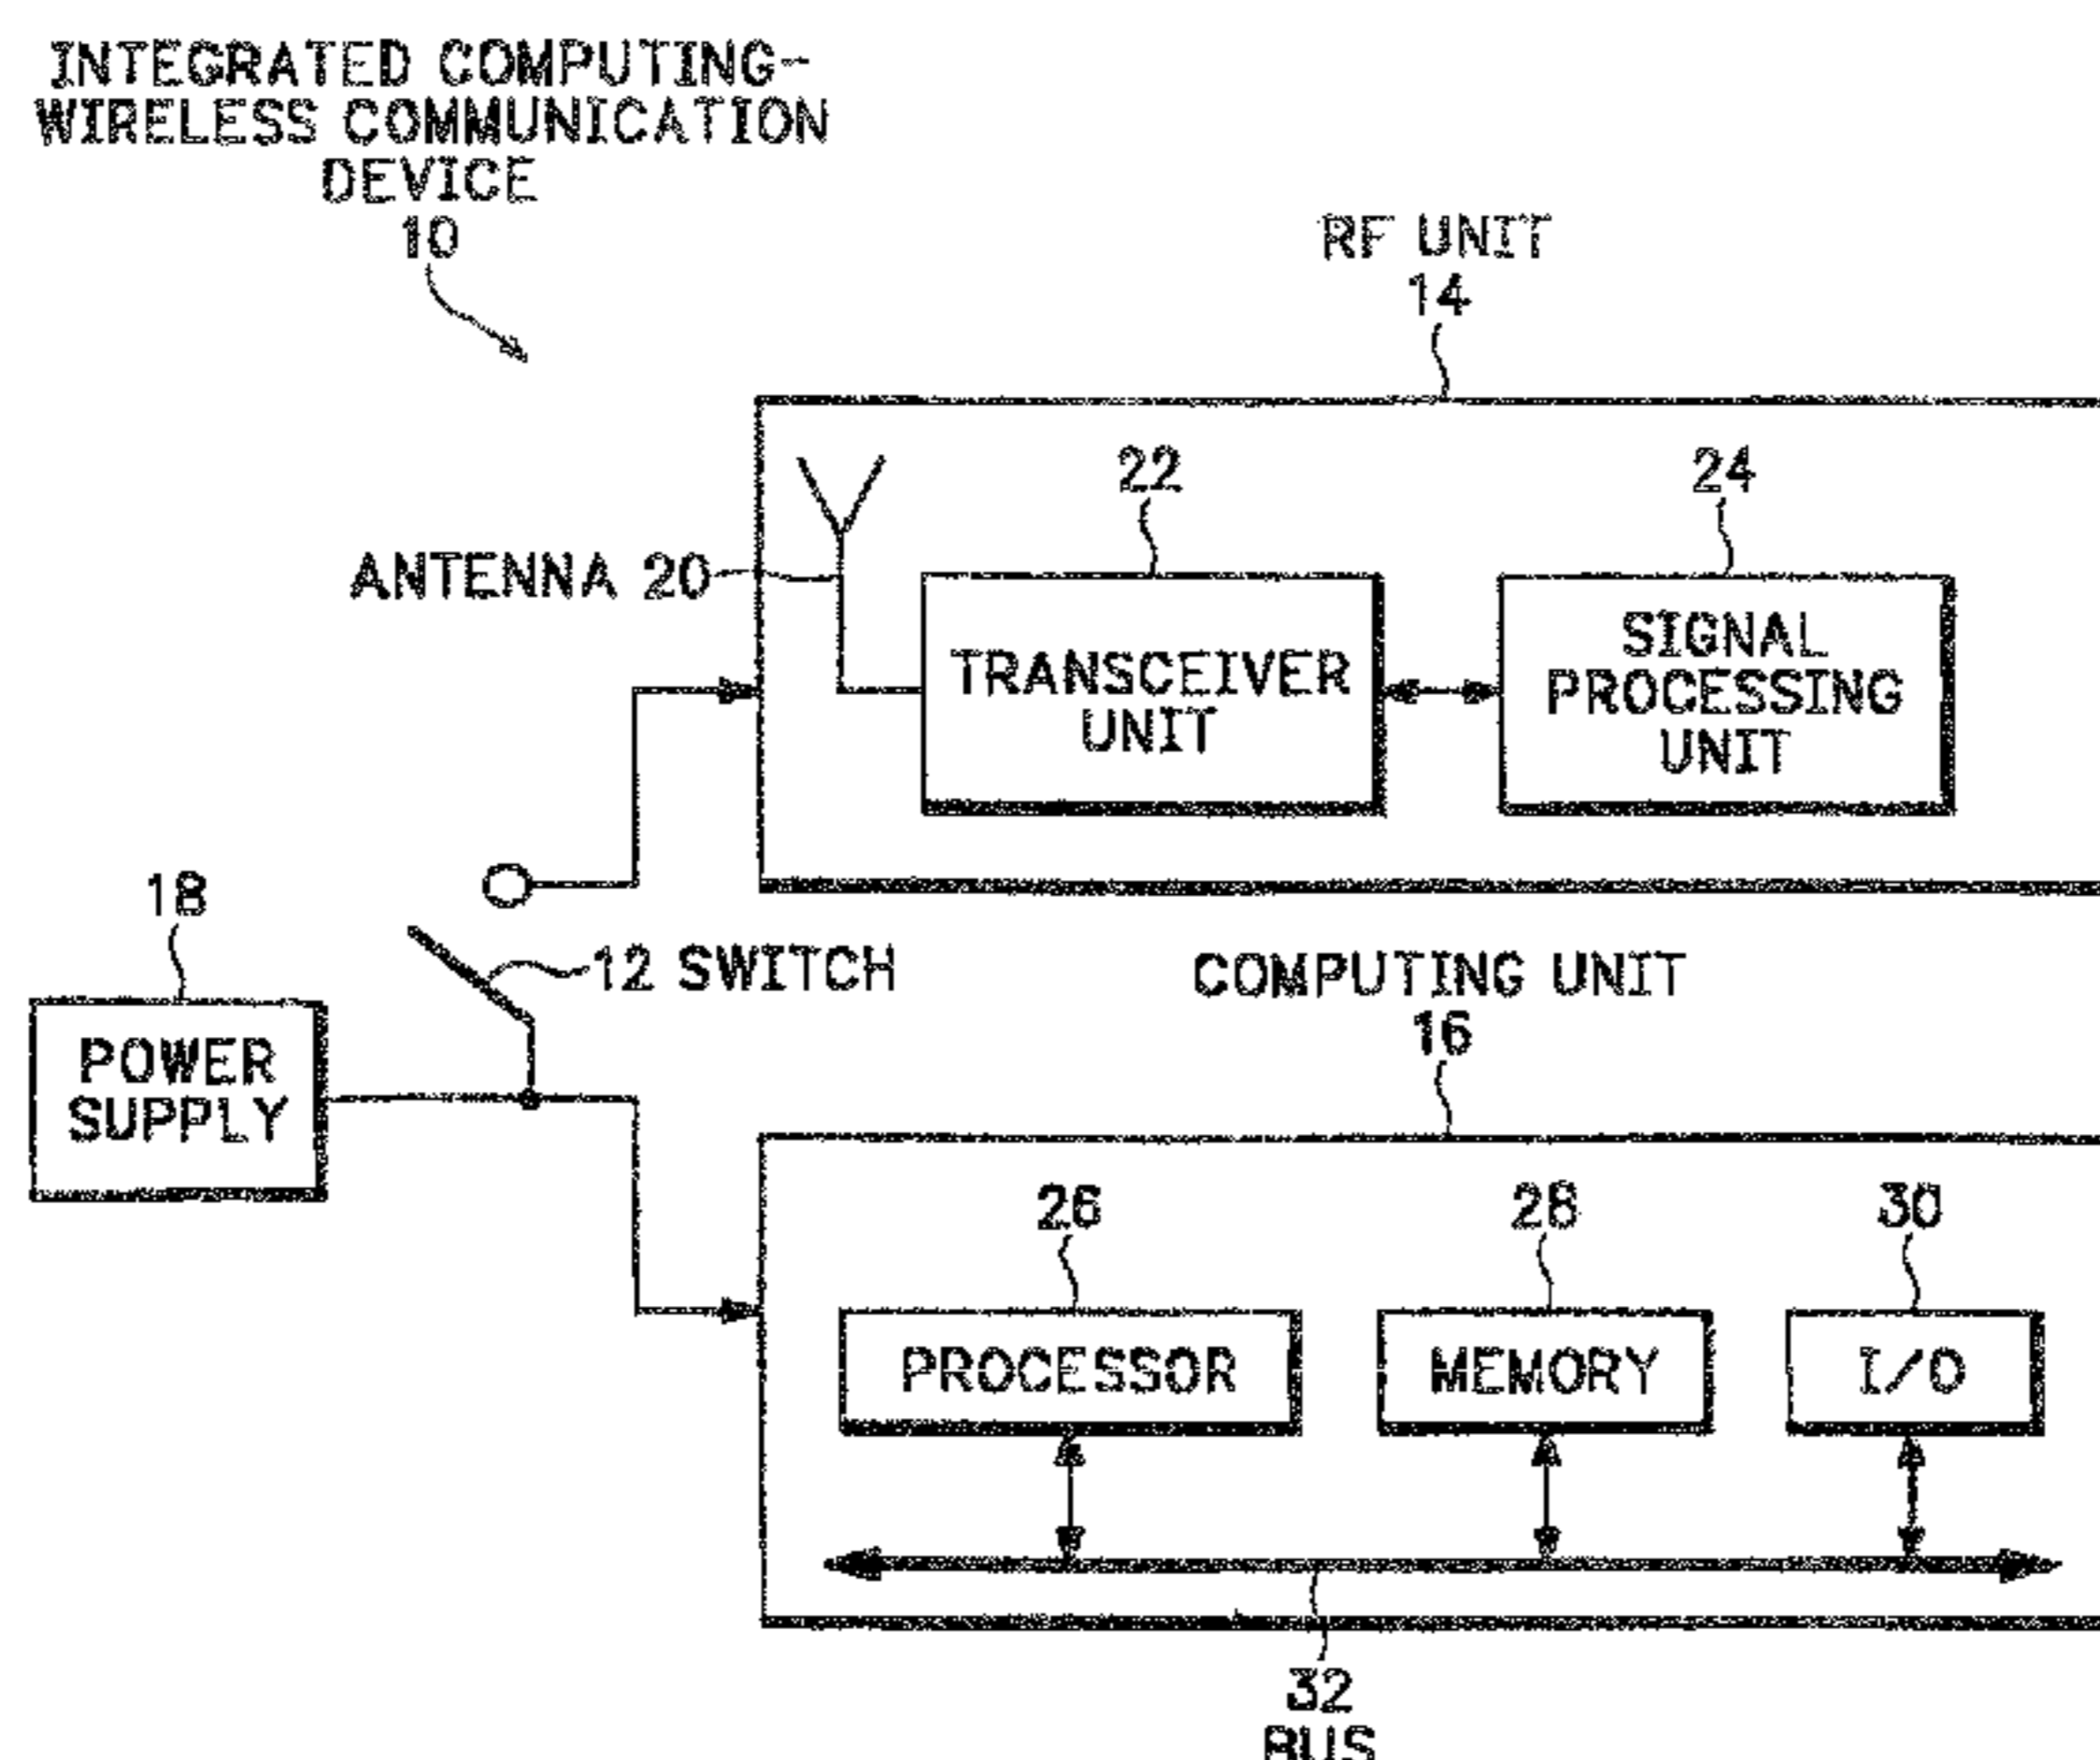 INTEGRATED COMPUTING-
WIRELESS COMMUNICATION
DEVICE
10
RF UNIT
14
22
24
ANTENNA 20
TRANSCEIVER
UNIT
SIGNAL
PROCESSING
UNIT
18
12 SWITCH
POWER
SUPPLY
COMPUTING UNIT
16
26
28
30
PROCESSOR
MEMORY
I/O
32
BUS